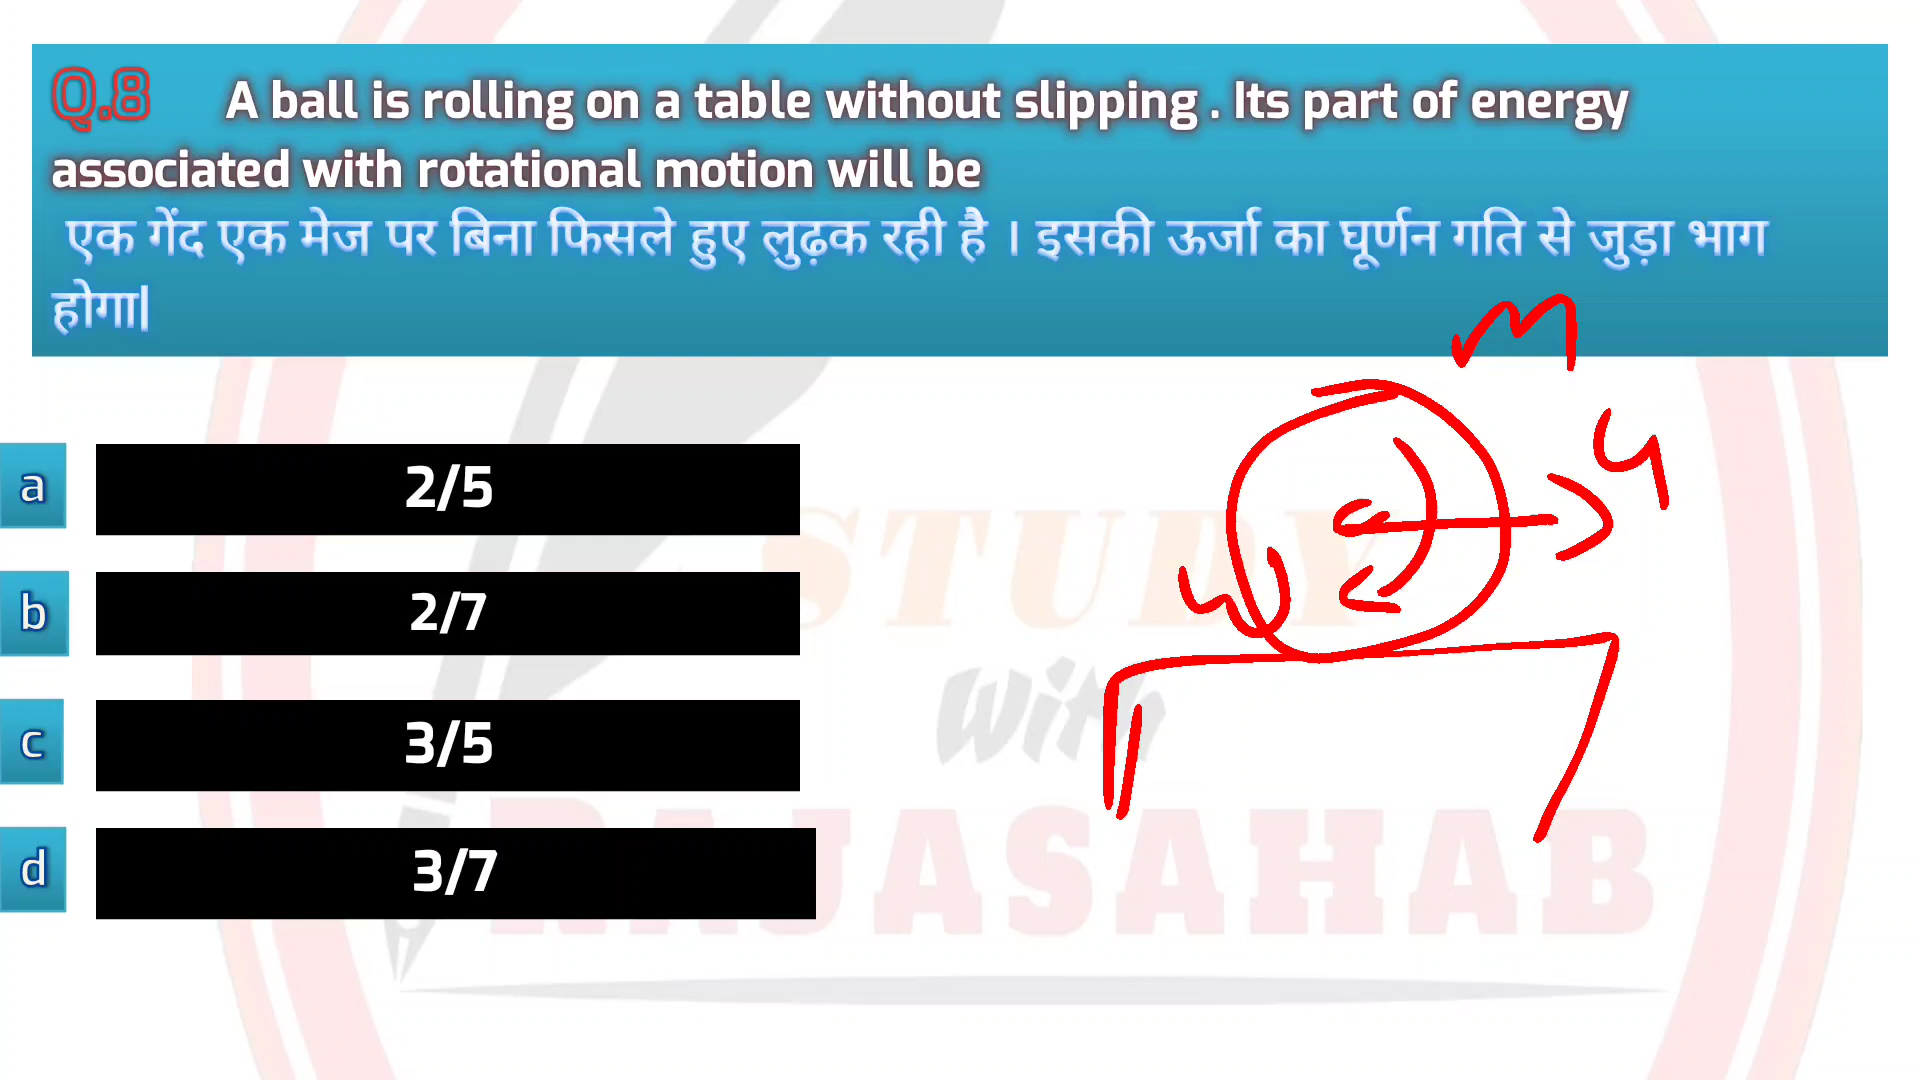 Q.8 A ball is rolling on a table without slipping . Its part of energy
associated with rotational motion will be
एक गेंद एक मेज पर बिना फिसले हुए लुढ़क रही है । इसकी ऊर्जा का घूर्णन गति से जुड़ा भाग
होगा|
m
u
ω
a 2/5
b 2/7
c 3/5
d 3/7
STUDY
With
RAJASAHAB